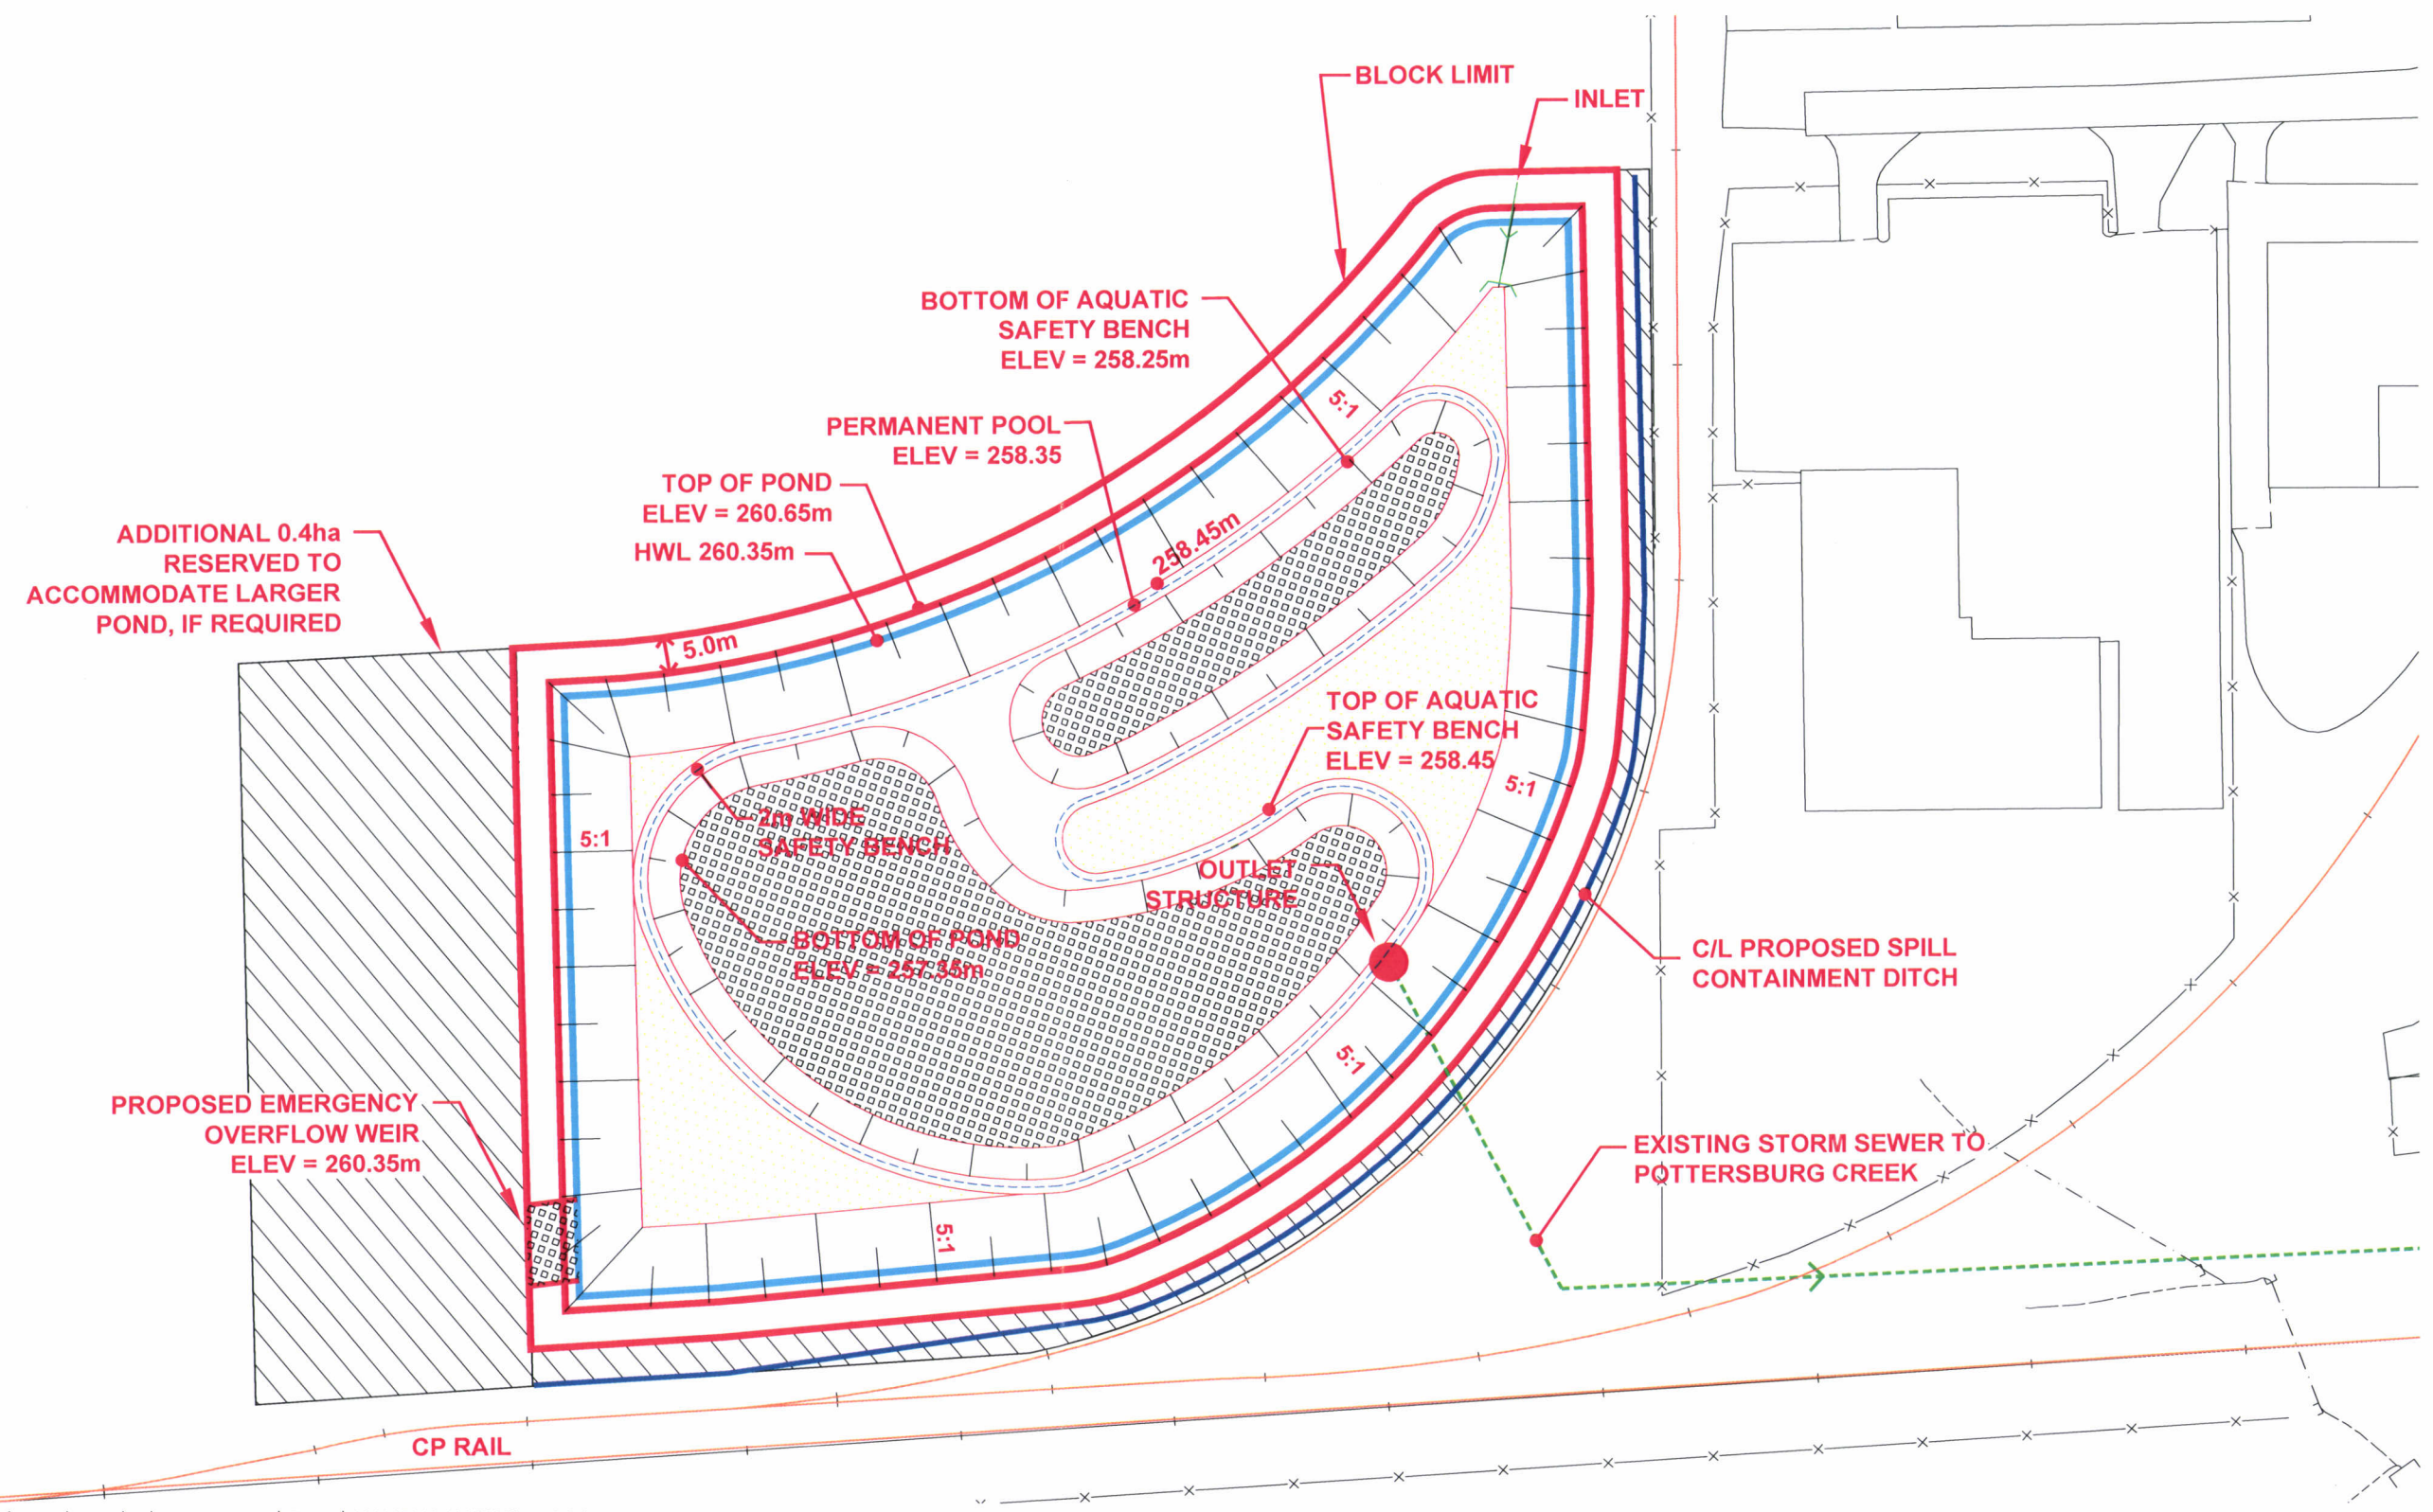 BLOCK LIMIT
INLET
BOTTOM OF AQUATIC
SAFETY BENCH
ELEV = 258.25m
5:1
PERMANENT POOL
ELEV = 258.35
TOP OF POND
ELEV = 260.65m
HWL 260.35m
258.45m
ADDITIONAL 0.4ha
RESERVED TO
ACCOMMODATE LARGER
POND, IF REQUIRED
5.0m
TOP OF AQUATIC
SAFETY BENCH
ELEV = 258.45
5:1
2m WIDE
SAFETY BENCH
5:1
OUTLET
STRUCTURE
BOTTOM OF POND
ELEV = 257.35m
C/L PROPOSED SPILL
CONTAINMENT DITCH
5:1
PROPOSED EMERGENCY
OVERFLOW WEIR
ELEV = 260.35m
EXISTING STORM SEWER TO
POTTERSBURG CREEK
5:1
CP RAIL